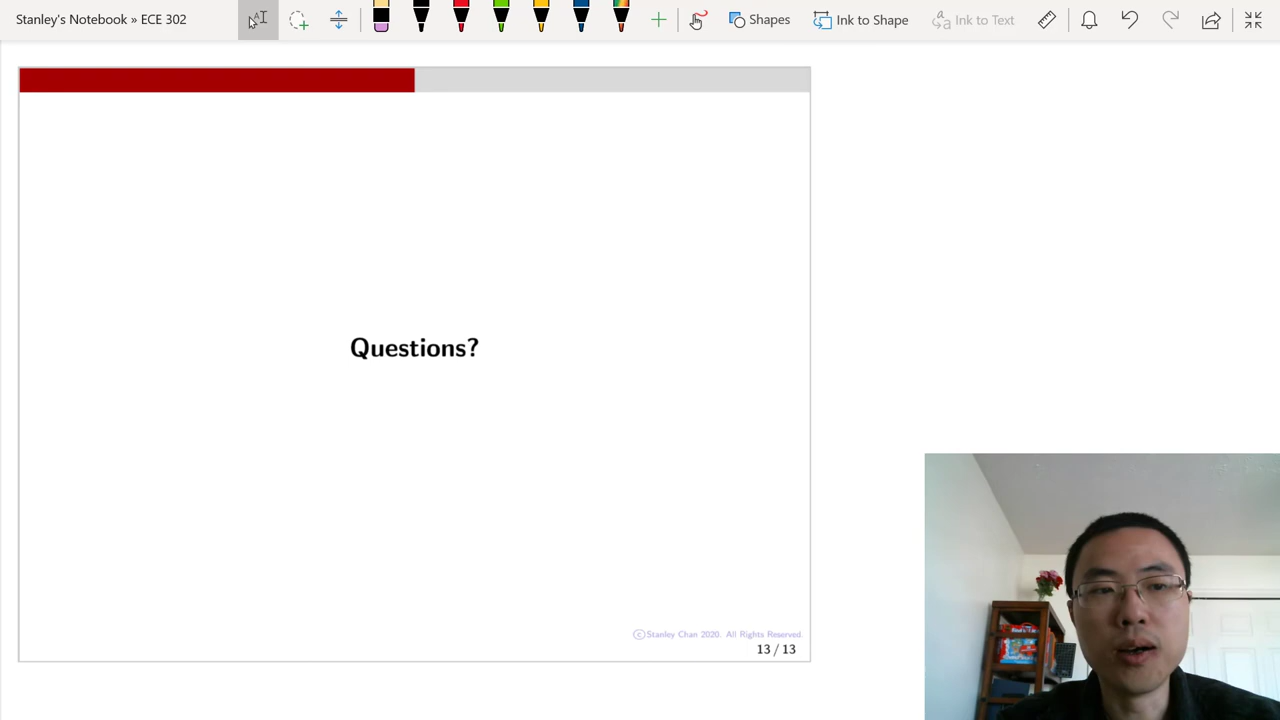 Stanley's Notebook » ECE 302
Shapes
Ink to Shape
Ink to Text
Questions?
©Stanley Chan 2020. All Rights Reserved.
13 / 13